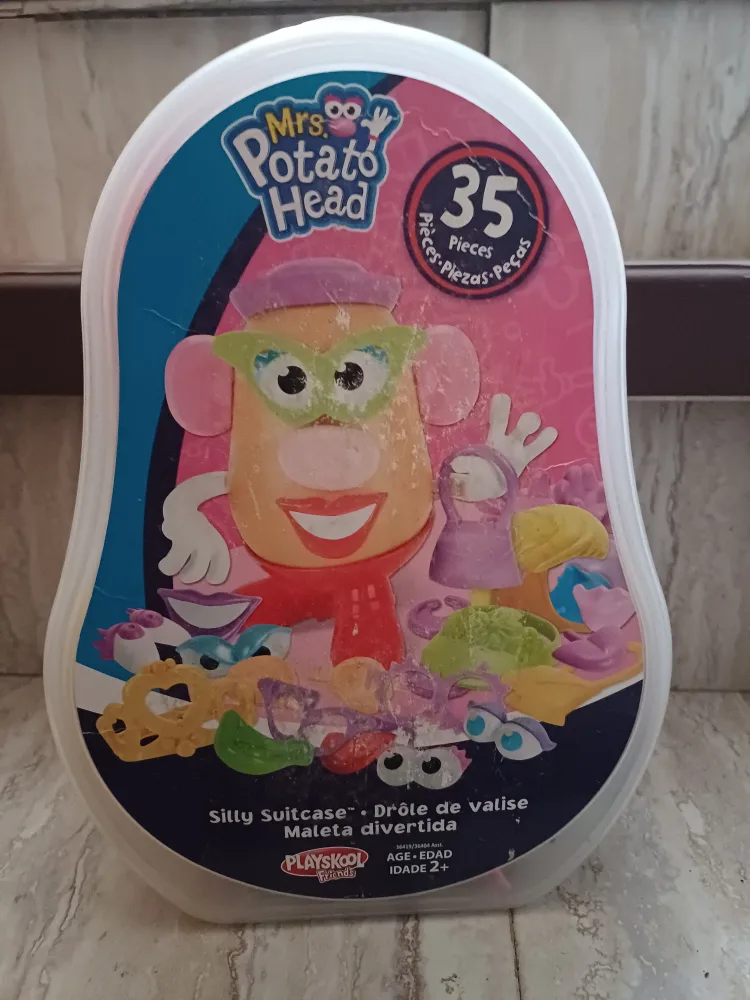 Mrs.
Potato
Head
35
Pieces
Pièces•Piezas•Peças
Silly Suitcase™ • Drôle de valise
Maleta divertida
PLAYSKOOL
Friends
AGE•EDAD
IDADE 2+